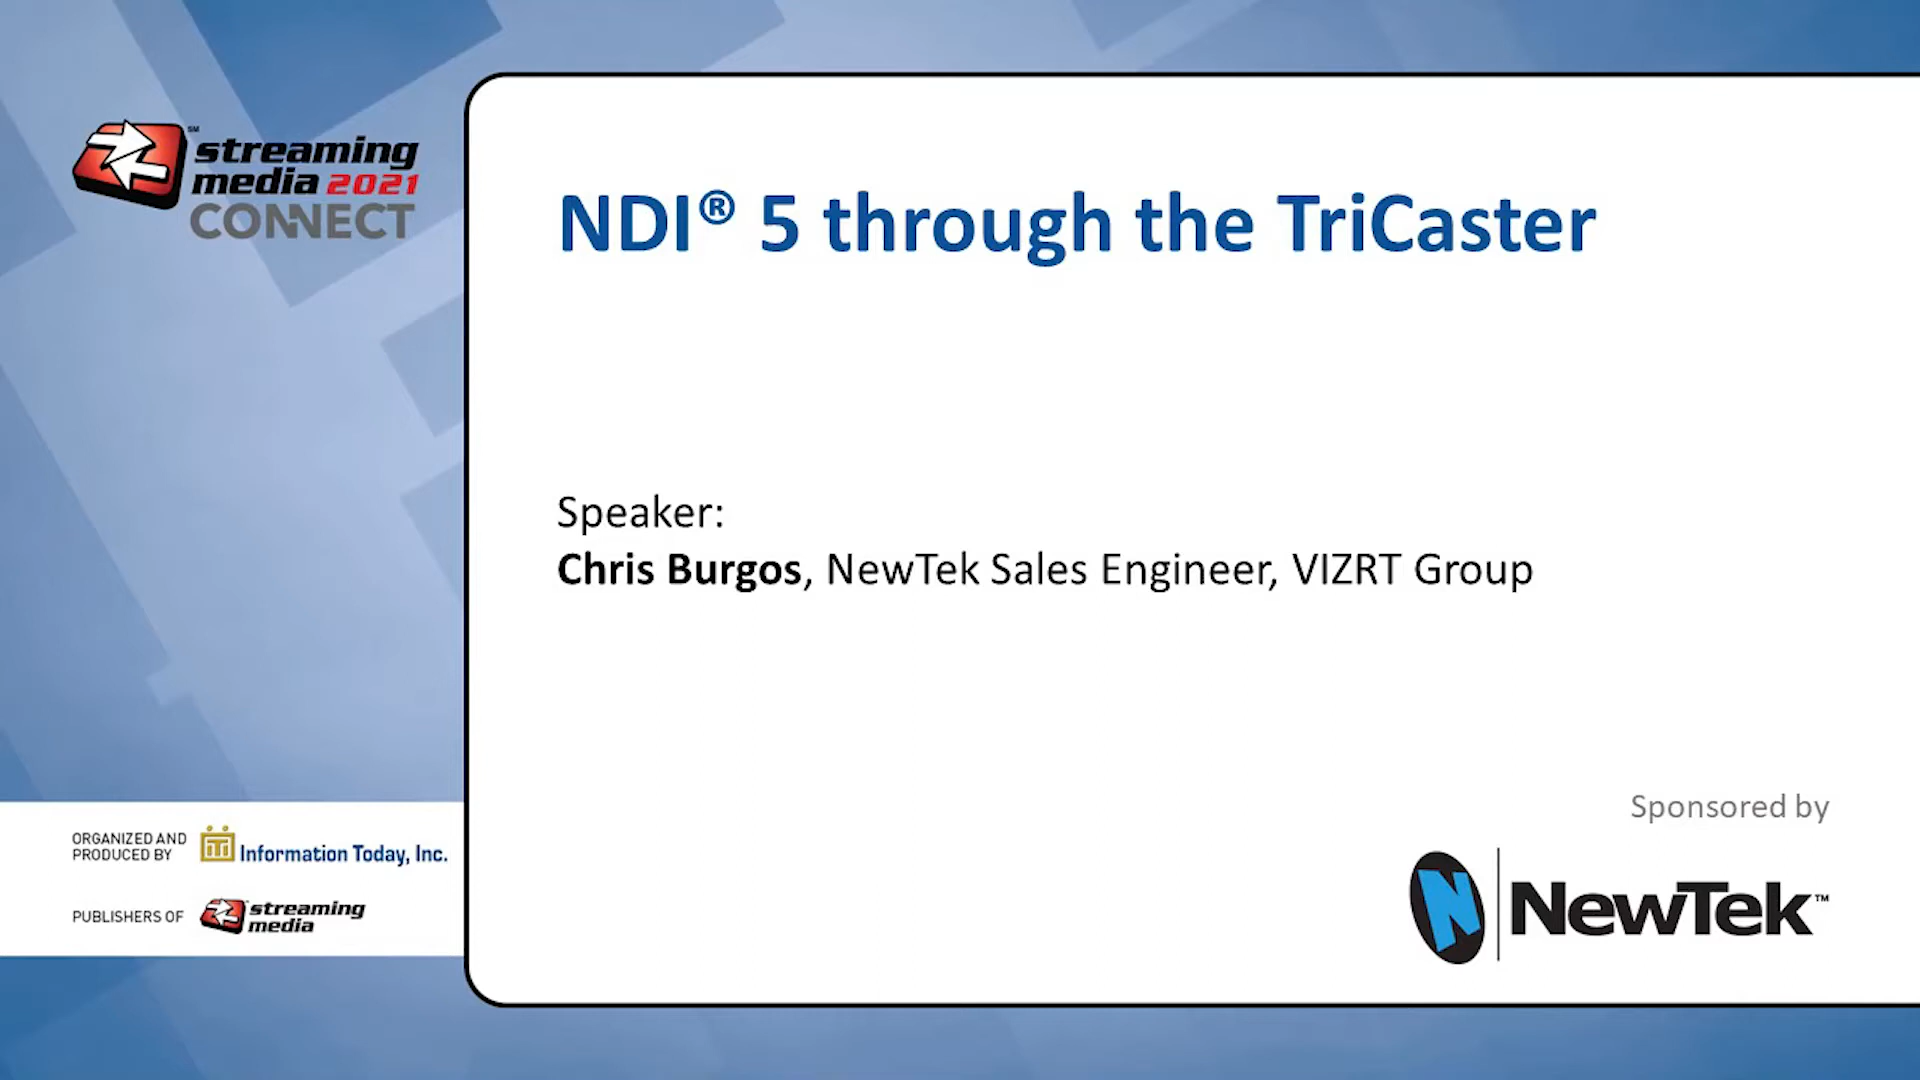 streaming℠
media 2021
CONNECT
NDI® 5 through the TriCaster
Speaker:
Chris Burgos, NewTek Sales Engineer, VIZRT Group
Sponsored by
NewTek™
ORGANIZED AND
PRODUCED BY
Information Today, Inc.
PUBLISHERS OF
streaming
media